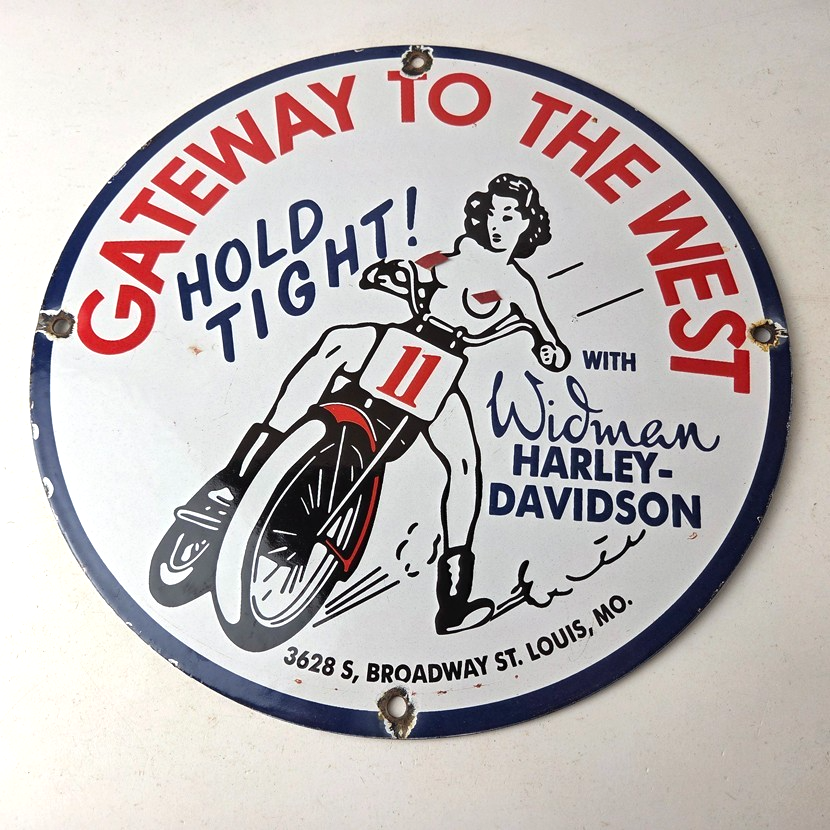 GATEWAY TO THE WEST
HOLD
TIGHT!
11
WITH
Widman
HARLEY-
DAVIDSON
3628 S, BROADWAY ST. LOUIS, MO.